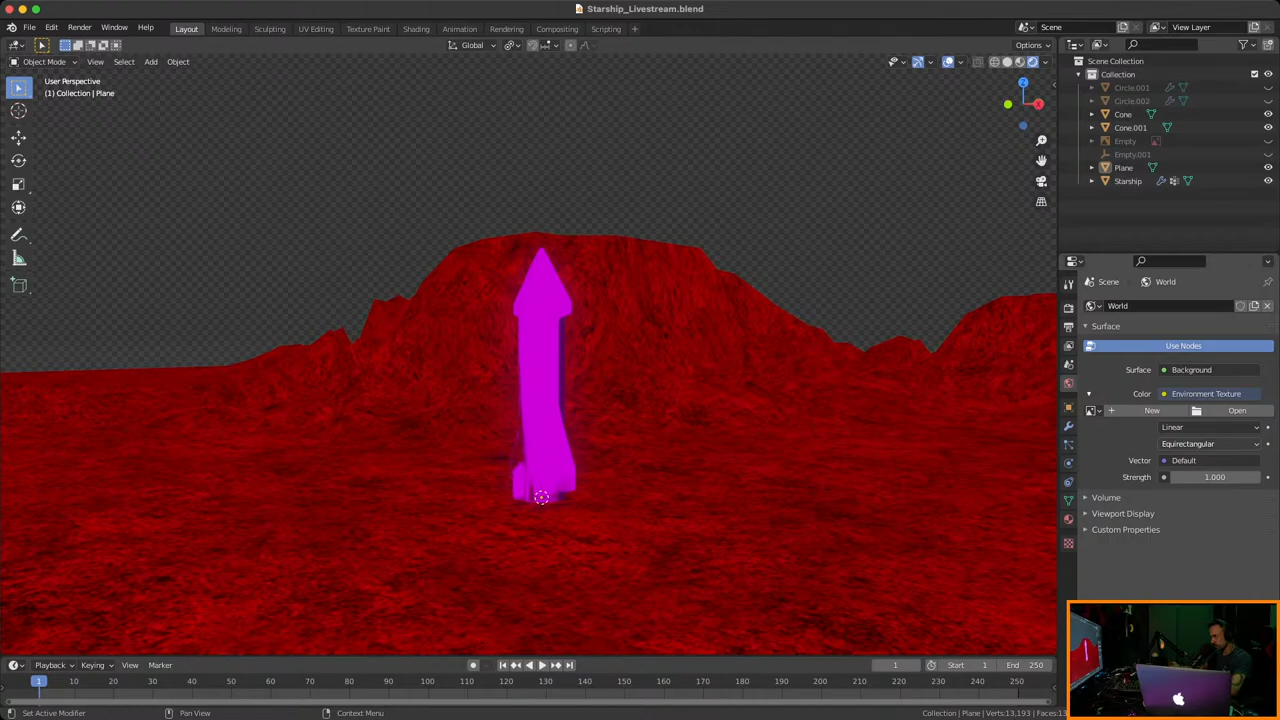 Starship_Livestream.blend
File Edit Render Window Help Layout Modeling Sculpting UV Editing Texture Paint Shading Animation Rendering Compositing Scripting + Scene View Layer
Global Options
Object Mode View Select Add Object
User Perspective
(1) Collection | Plane
Z
X
Scene Collection
Collection
Circle.001
Circle.002
Cone
Cone.001
Empty
Empty.001
Plane
Starship
Scene World
World
Surface
Use Nodes
Surface Background
Color Environment Texture
New Open
Linear
Equirectangular
Vector Default
Strength 1.000
Volume
Viewport Display
Custom Properties
Playback Keying View Marker 1 Start 1 End 250
1 10 20 30 40 50 60 70 80 90 100 110 120 130 140 150 160 170 180 190 200 210 220 230 240 250
Set Active Modifier Pan View Context Menu Collection | Plane | Verts:13,193 | Faces:13